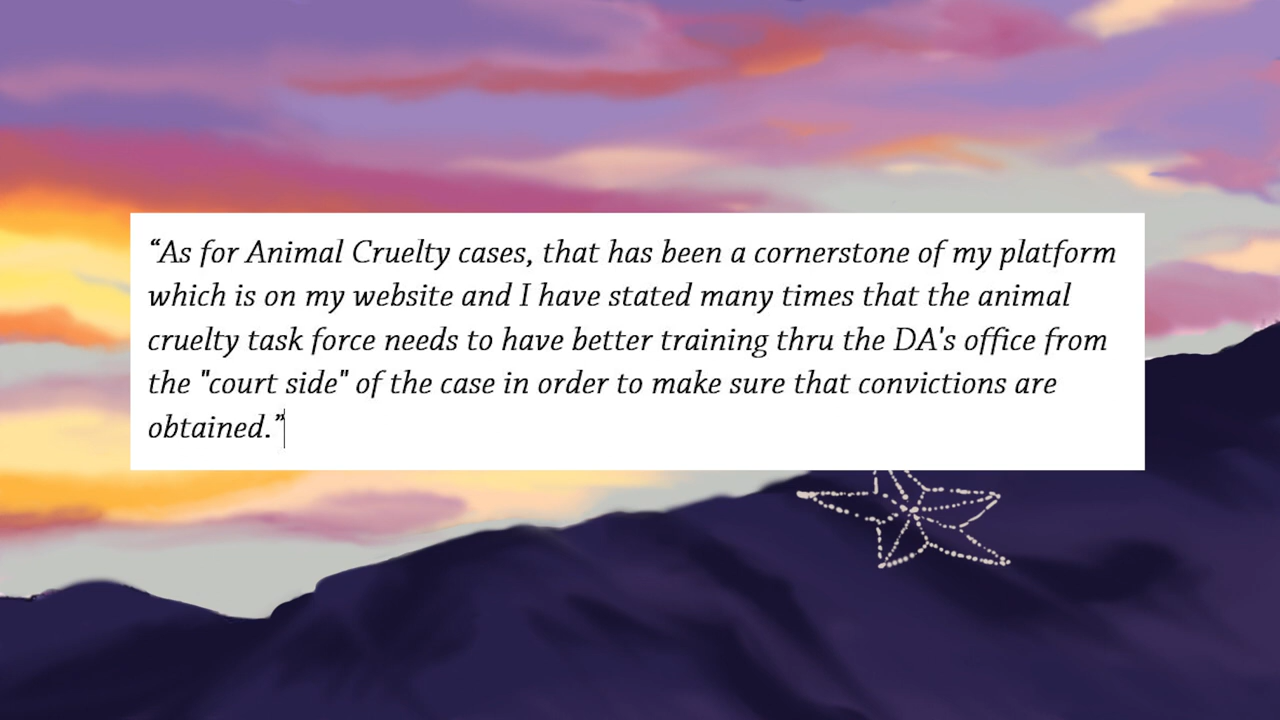 “As for Animal Cruelty cases, that has been a cornerstone of my platform
which is on my website and I have stated many times that the animal
cruelty task force needs to have better training thru the DA's office from
the "court side" of the case in order to make sure that convictions are
obtained.”